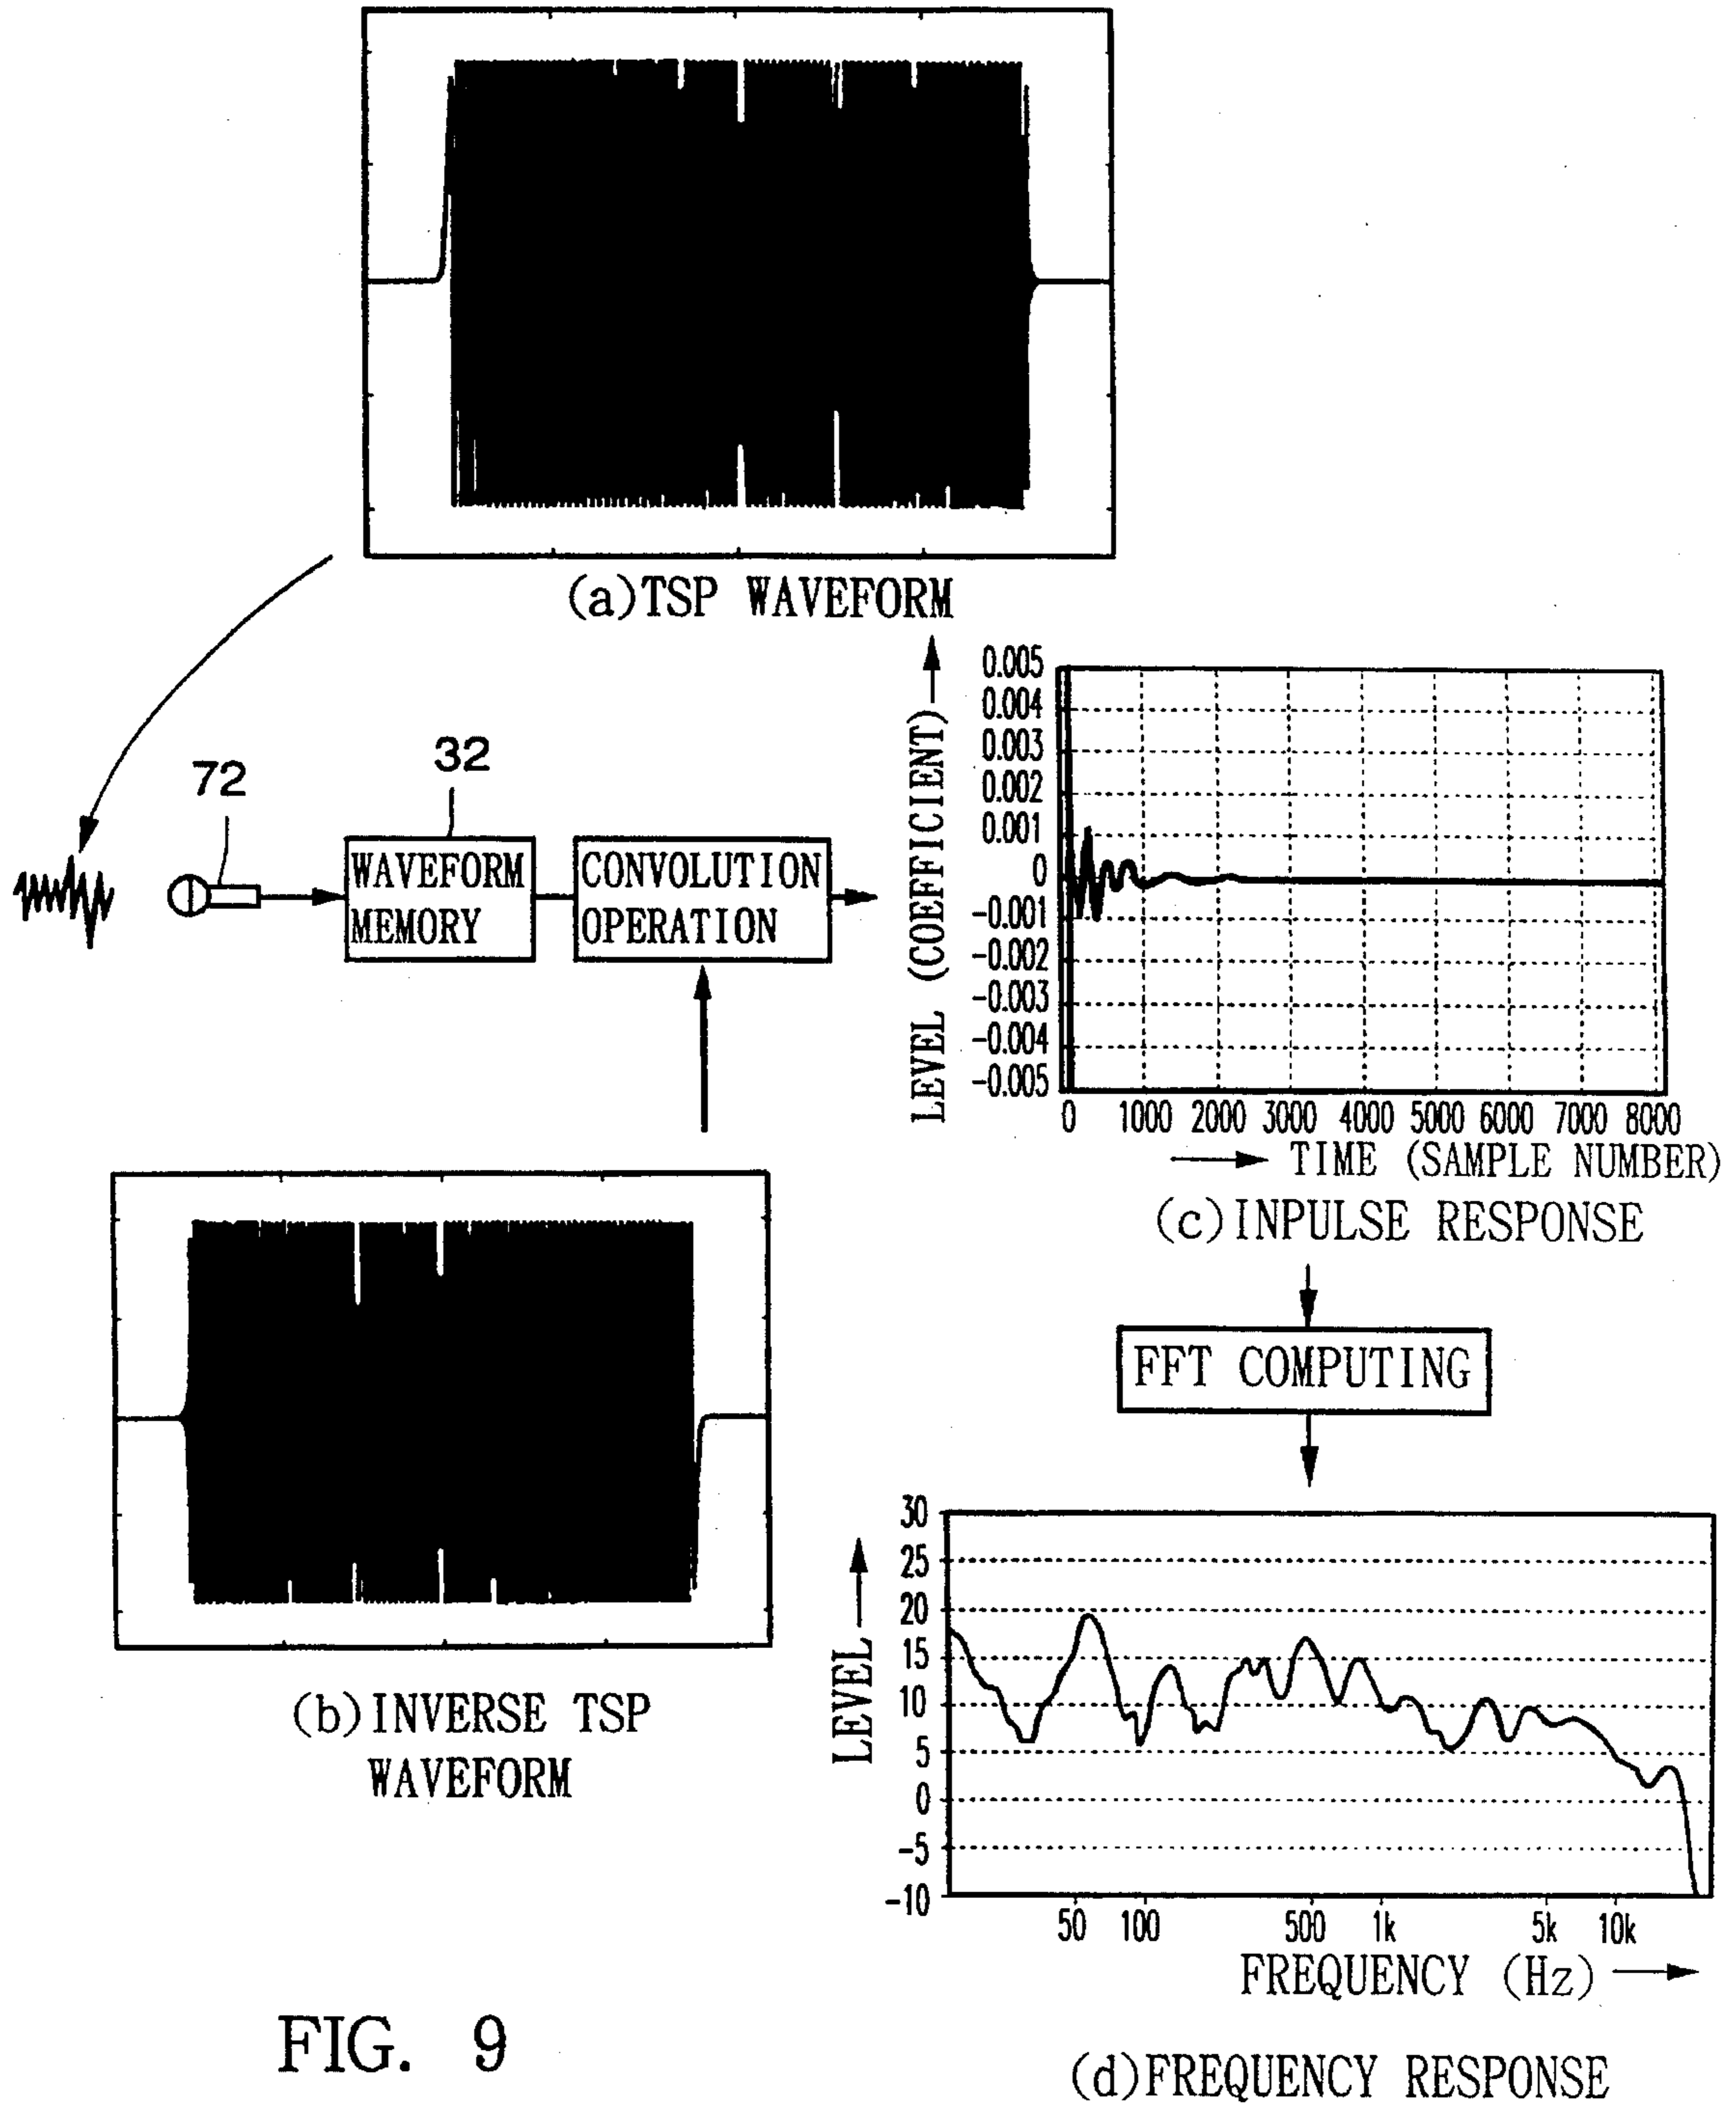 (a)TSP WAVEFORM
72
32
WAVEFORM
MEMORY
CONVOLUTION
OPERATION
LEVEL (COEFFICIENT)
0.005
0.004
0.003
0.002
0.001
0
-0.001
-0.002
-0.003
-0.004
-0.005
0 1000 2000 3000 4000 5000 6000 7000 8000
TIME (SAMPLE NUMBER)
(c)INPULSE RESPONSE
FFT COMPUTING
(b)INVERSE TSP
WAVEFORM
LEVEL
30
25
20
15
10
5
0
-5
-10
50 100 500 1k 5k 10k
FREQUENCY (Hz)
(d)FREQUENCY RESPONSE
FIG. 9